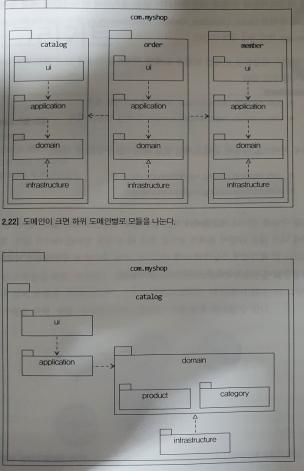 com.myshop
catalog
order
member
ui
ui
ui
application
application
application
domain
domain
domain
infrastructure
infrastructure
infrastructure
2.22] 도메인이 크면 하위 도메인별로 모듈을 나눈다.
com.myshop
catalog
ui
application
domain
product
category
infrastructure